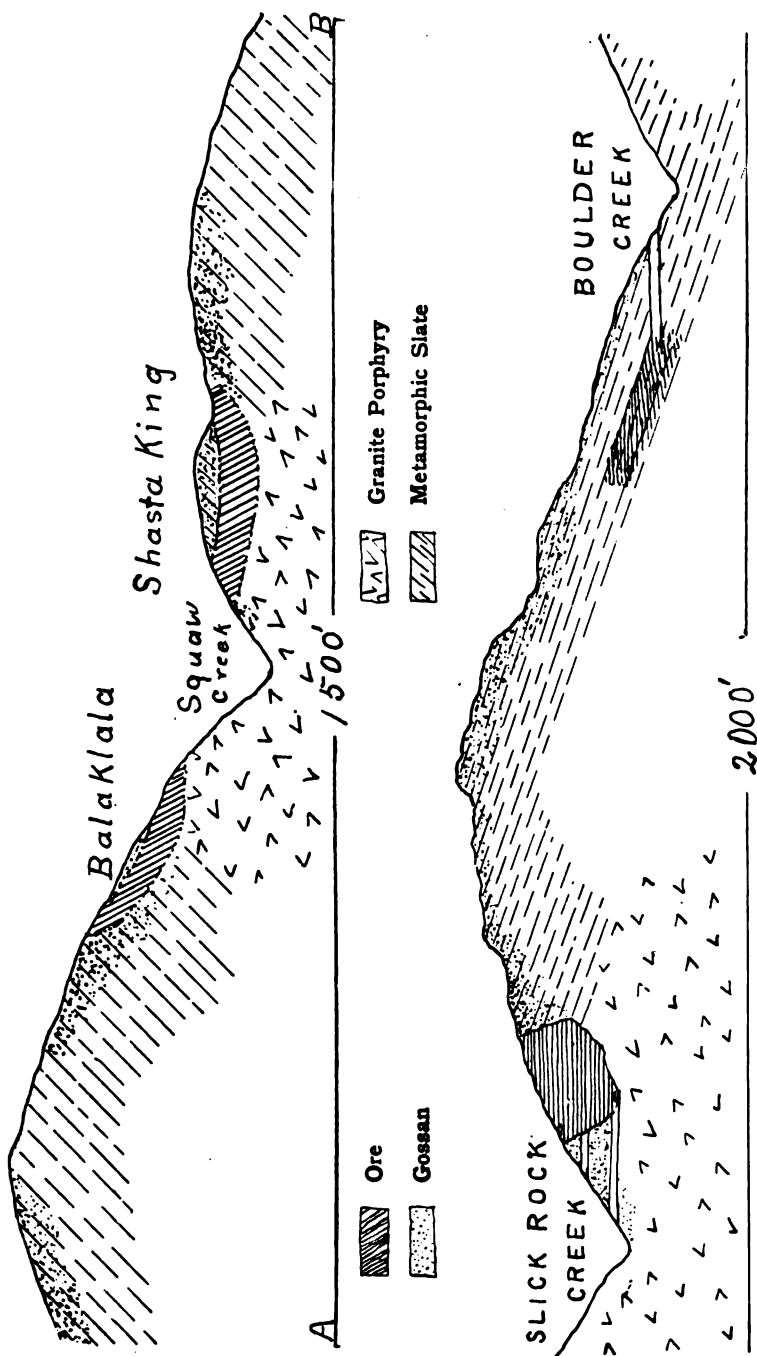 Balaklala
Shasta King
Squaw
Creek
A
1500'
B
Ore
Gossan
Granite Porphyry
Metamorphic Slate
SLICK ROCK
CREEK
BOULDER
CREEK
2000'